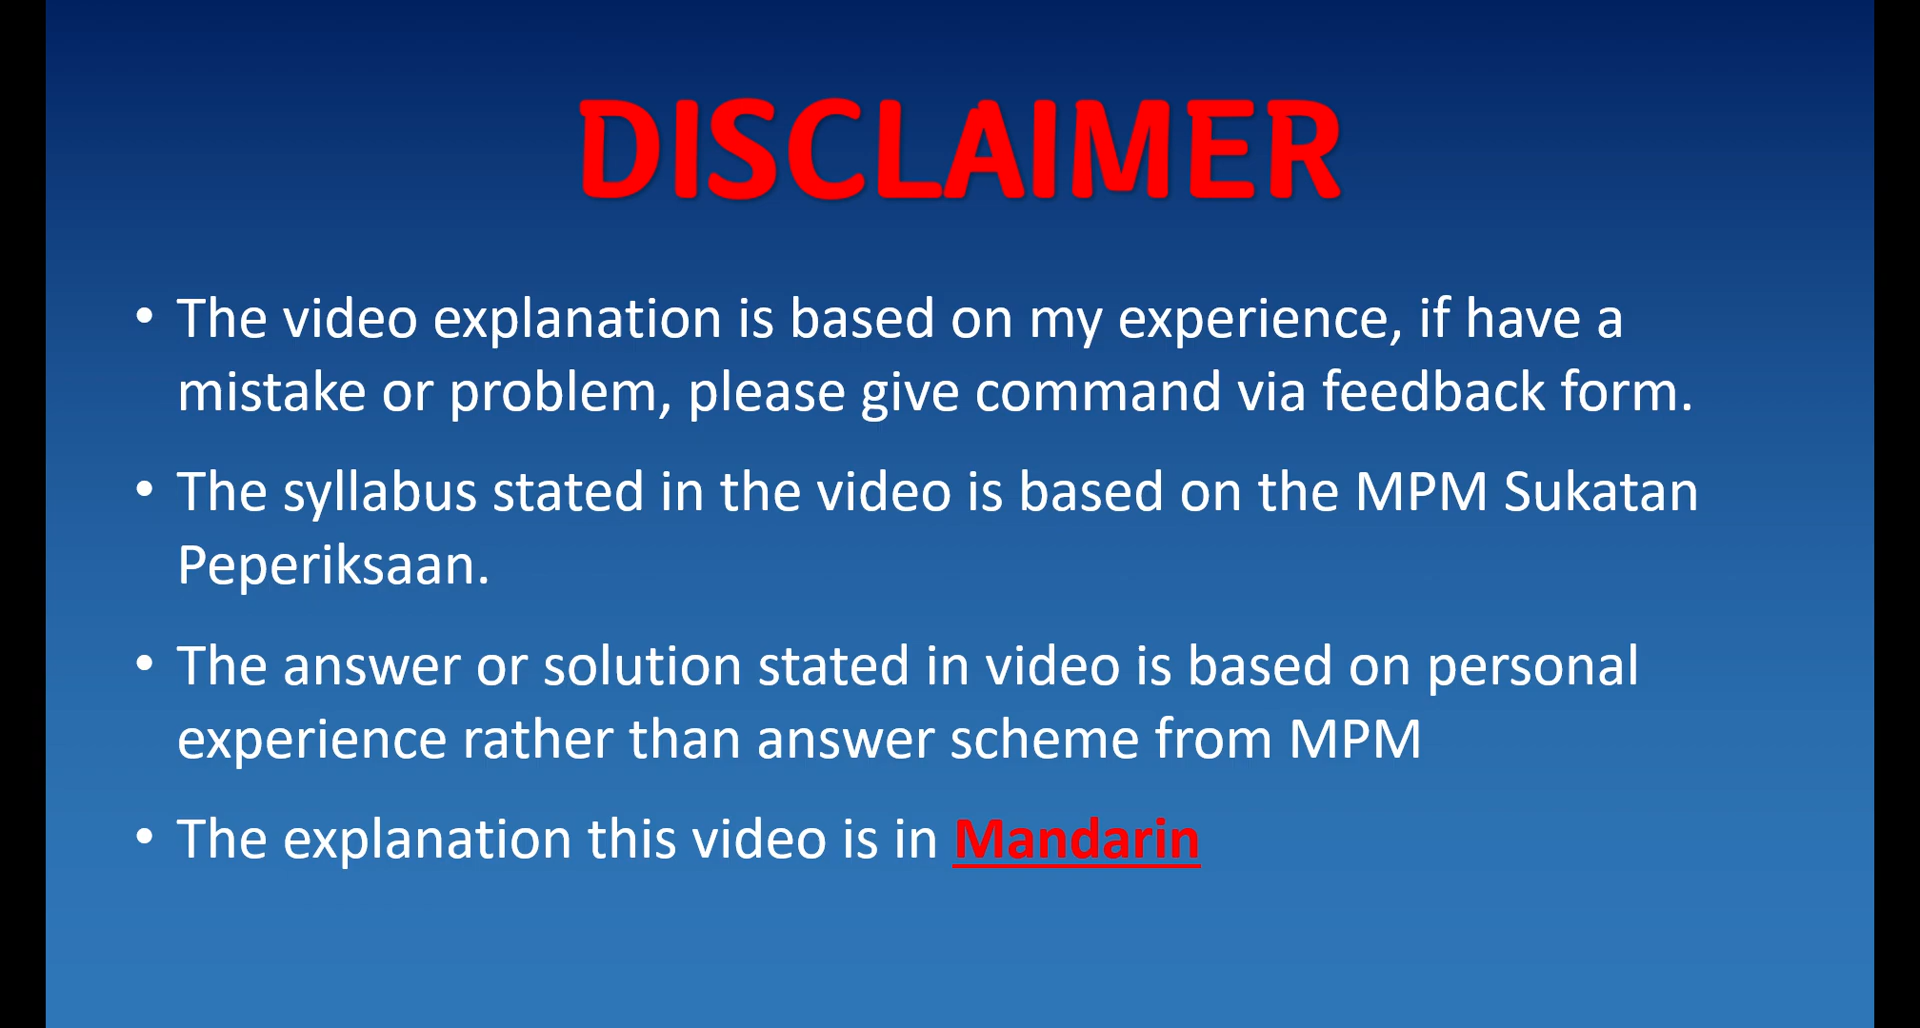 DISCLAIMER
• The video explanation is based on my experience, if have a
mistake or problem, please give command via feedback form.
• The syllabus stated in the video is based on the MPM Sukatan
Peperiksaan.
• The answer or solution stated in video is based on personal
experience rather than answer scheme from MPM
• The explanation this video is in Mandarin